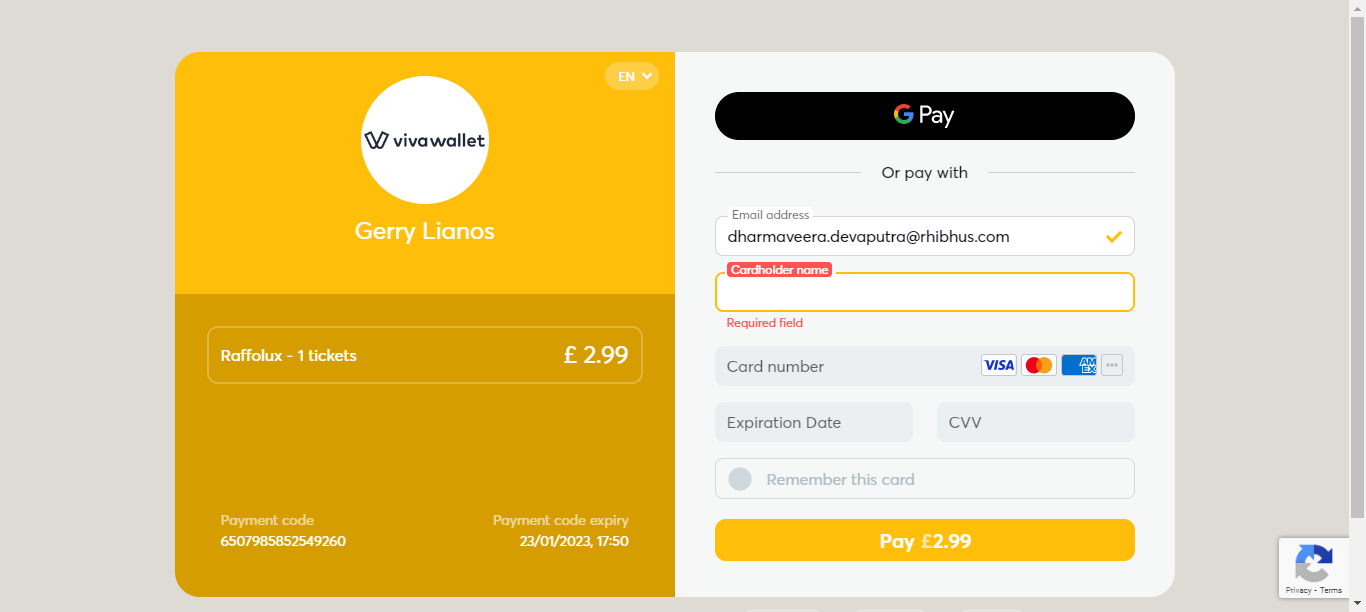 EN
vivawallet
Gerry Lianos
Raffolux - 1 tickets
£ 2.99
Payment code
6507985852549260
Payment code expiry
23/01/2023, 17:50
G Pay
Or pay with
Email address
dharmaveera.devaputra@rhibhus.com
Cardholder name
Required field
Card number
VISA
AM
EX
Expiration Date
CVV
Remember this card
Pay £2.99
Privacy - Terms